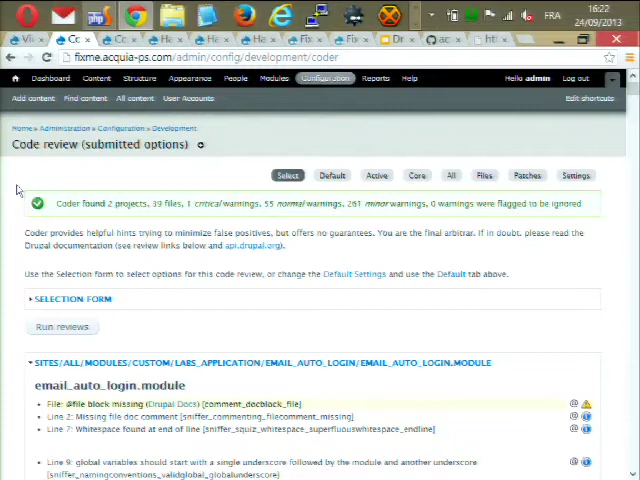 16:22
FRA
24/09/2013
fixme.acquia-ps.com/admin/config/development/coder
Dashboard Content Structure Appearance People Modules Configuration Reports Help Hello admin Log out
Add content Find content All content User Accounts Edit shortcuts
Home » Administration » Configuration » Development
Code review (submitted options)
Select Default Active Core All Files Patches Settings
Coder found 2 projects, 39 files, 1 critical warnings, 55 normal warnings, 261 minor warnings, 0 warnings were flagged to be ignored
Coder provides helpful hints trying to minimize false positives, but offers no guarantees. You are the final arbitrar. If in doubt, please read the
Drupal documentation (see review links below and api.drupal.org).
Use the Selection form to select options for this code review, or change the Default Settings and use the Default tab above.
SELECTION FORM
Run reviews
SITES/ALL/MODULES/CUSTOM/LABS_APPLICATION/EMAIL_AUTO_LOGIN/EMAIL_AUTO_LOGIN.MODULE
email_auto_login.module
File: @file block missing (Drupal Docs) [comment_docblock_file]
Line 2: Missing file doc comment [sniffer_commenting_filecomment_missing]
Line 7: Whitespace found at end of line [sniffer_squiz_whitespace_superfluouswhitespace_endline]
Line 9: global variables should start with a single underscore followed by the module and another underscore
[sniffer_namingconventions_validglobal_globalunderscore]